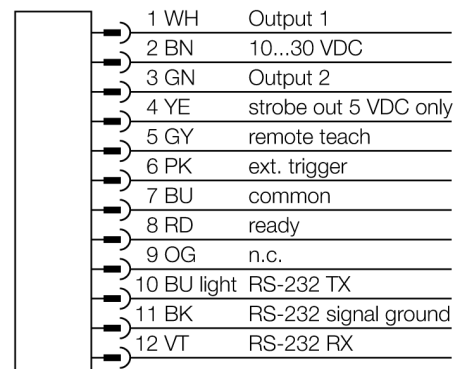 1 WH Output 1
2 BN 10...30 VDC
3 GN Output 2
4 YE strobe out 5 VDC only
5 GY remote teach
6 PK ext. trigger
7 BU common
8 RD ready
9 OG n.c.
10 BU light RS-232 TX
11 BK RS-232 signal ground
12 VT RS-232 RX